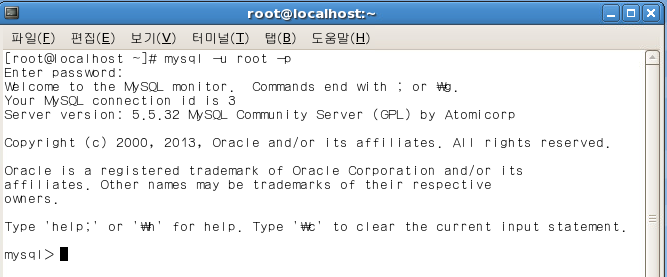 root@localhost:~
파일(F) 편집(E) 보기(V) 터미널(T) 탭(B) 도움말(H)
[root@localhost ~]# mysql -u root -p
Enter password:
Welcome to the MySQL monitor.  Commands end with ; or ₩g.
Your MySQL connection id is 3
Server version: 5.5.32 MySQL Community Server (GPL) by Atomicorp
Copyright (c) 2000, 2013, Oracle and/or its affiliates. All rights reserved.
Oracle is a registered trademark of Oracle Corporation and/or its
affiliates. Other names may be trademarks of their respective
owners.
Type 'help;' or '₩h' for help. Type '₩c' to clear the current input statement.
mysql>